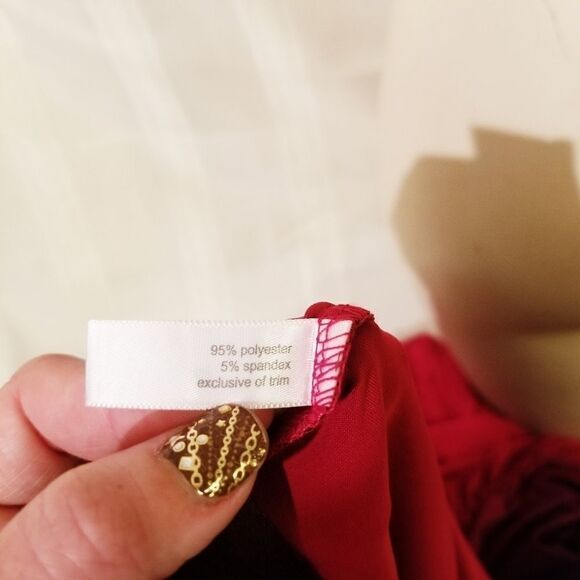 95% polyester
5% spandex
exclusive of trim